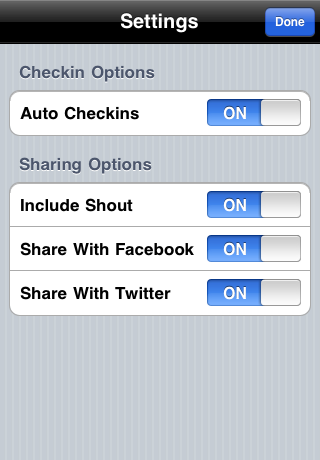 Settings Done
Checkin Options
Auto Checkins ON
Sharing Options
Include Shout ON
Share With Facebook ON
Share With Twitter ON